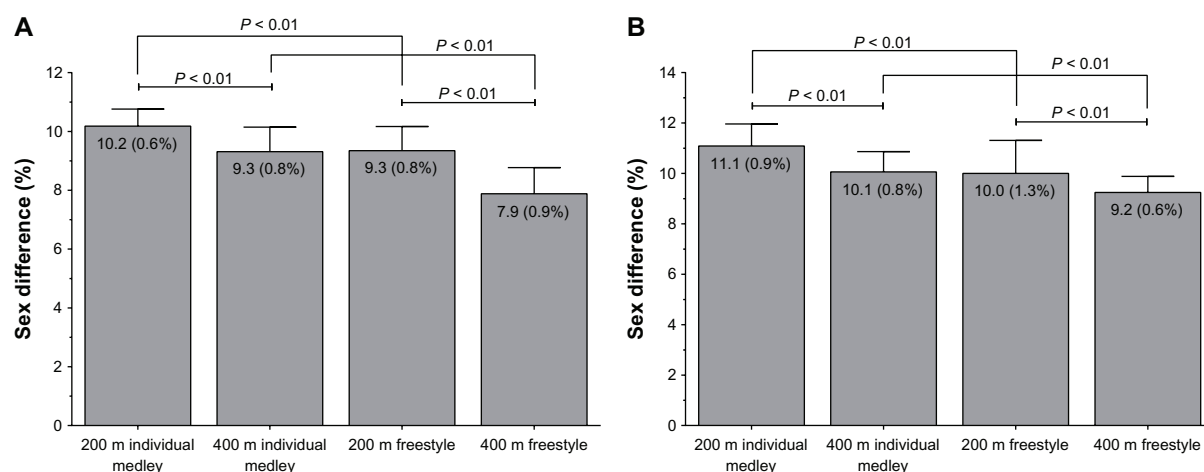 A
P < 0.01
P < 0.01
P < 0.01
P < 0.01
12
10
8
6
4
2
0
Sex difference (%)
10.2 (0.6%)
9.3 (0.8%)
9.3 (0.8%)
7.9 (0.9%)
200 m individual
medley
400 m individual
medley
200 m freestyle
400 m freestyle
B
P < 0.01
P < 0.01
P < 0.01
P < 0.01
14
12
10
8
6
4
2
0
Sex difference (%)
11.1 (0.9%)
10.1 (0.8%)
10.0 (1.3%)
9.2 (0.6%)
200 m individual
medley
400 m individual
medley
200 m freestyle
400 m freestyle